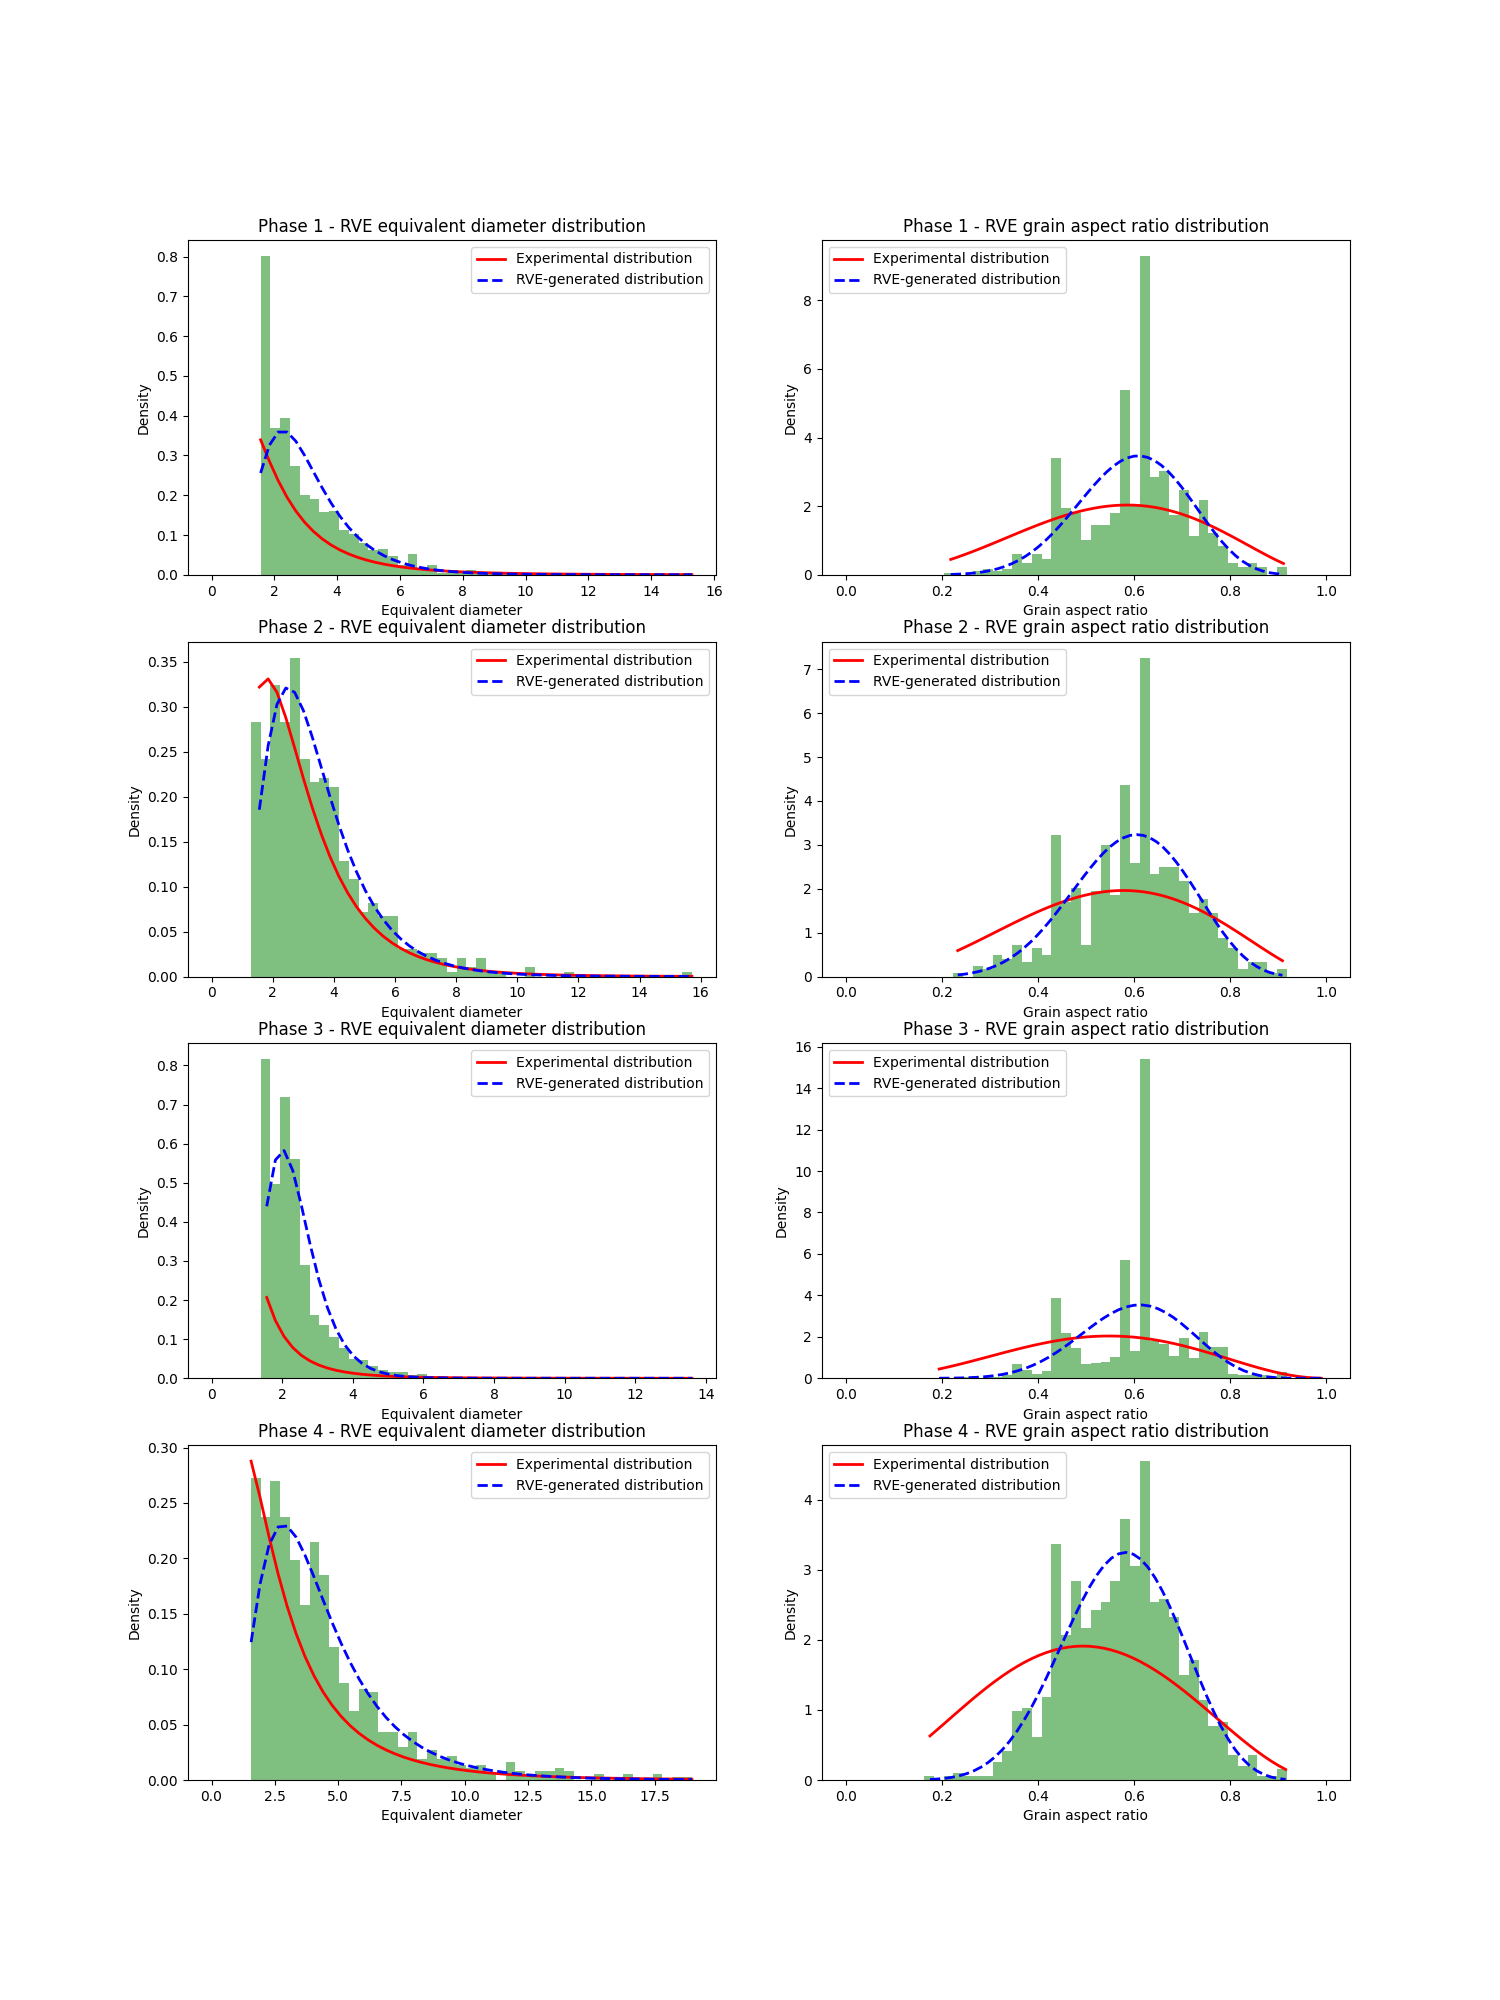 Phase 1 - RVE equivalent diameter distribution
Experimental distribution
RVE-generated distribution
0.8
0.7
0.6
0.5
0.4
0.3
0.2
0.1
0.0
Density
0 2 4 6 8 10 12 14 16
Equivalent diameter
Phase 1 - RVE grain aspect ratio distribution
Experimental distribution
RVE-generated distribution
8
6
4
2
0
Density
0.0 0.2 0.4 0.6 0.8 1.0
Grain aspect ratio
Phase 2 - RVE equivalent diameter distribution
Experimental distribution
RVE-generated distribution
0.35
0.30
0.25
0.20
0.15
0.10
0.05
0.00
Density
0 2 4 6 8 10 12 14 16
Equivalent diameter
Phase 2 - RVE grain aspect ratio distribution
Experimental distribution
RVE-generated distribution
7
6
5
4
3
2
1
0
Density
0.0 0.2 0.4 0.6 0.8 1.0
Grain aspect ratio
Phase 3 - RVE equivalent diameter distribution
Experimental distribution
RVE-generated distribution
0.8
0.7
0.6
0.5
0.4
0.3
0.2
0.1
0.0
Density
0 2 4 6 8 10 12 14
Equivalent diameter
Phase 3 - RVE grain aspect ratio distribution
Experimental distribution
RVE-generated distribution
16
14
12
10
8
6
4
2
0
Density
0.0 0.2 0.4 0.6 0.8 1.0
Grain aspect ratio
Phase 4 - RVE equivalent diameter distribution
Experimental distribution
RVE-generated distribution
0.30
0.25
0.20
0.15
0.10
0.05
0.00
Density
0.0 2.5 5.0 7.5 10.0 12.5 15.0 17.5
Equivalent diameter
Phase 4 - RVE grain aspect ratio distribution
Experimental distribution
RVE-generated distribution
4
3
2
1
0
Density
0.0 0.2 0.4 0.6 0.8 1.0
Grain aspect ratio